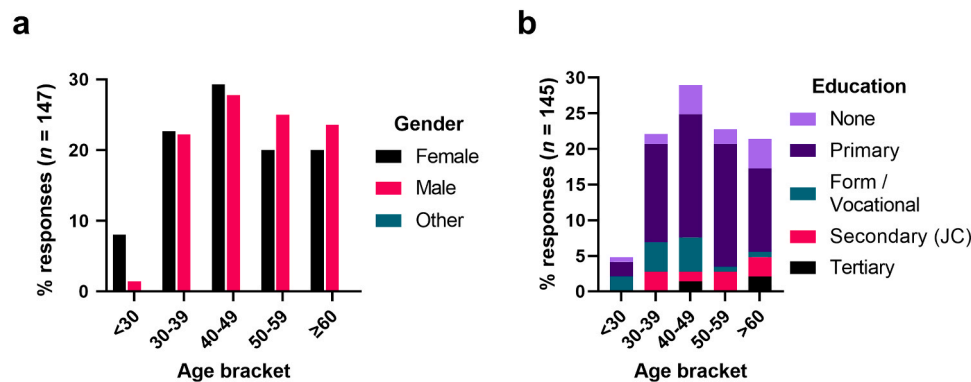 a
% responses (n = 147)
30
20
10
0
<30
30-39
40-49
50-59
≥60
Age bracket
Gender
Female
Male
Other
b
% responses (n = 145)
30
25
20
15
10
5
0
<30
30-39
40-49
50-59
>60
Age bracket
Education
None
Primary
Form /
Vocational
Secondary (JC)
Tertiary